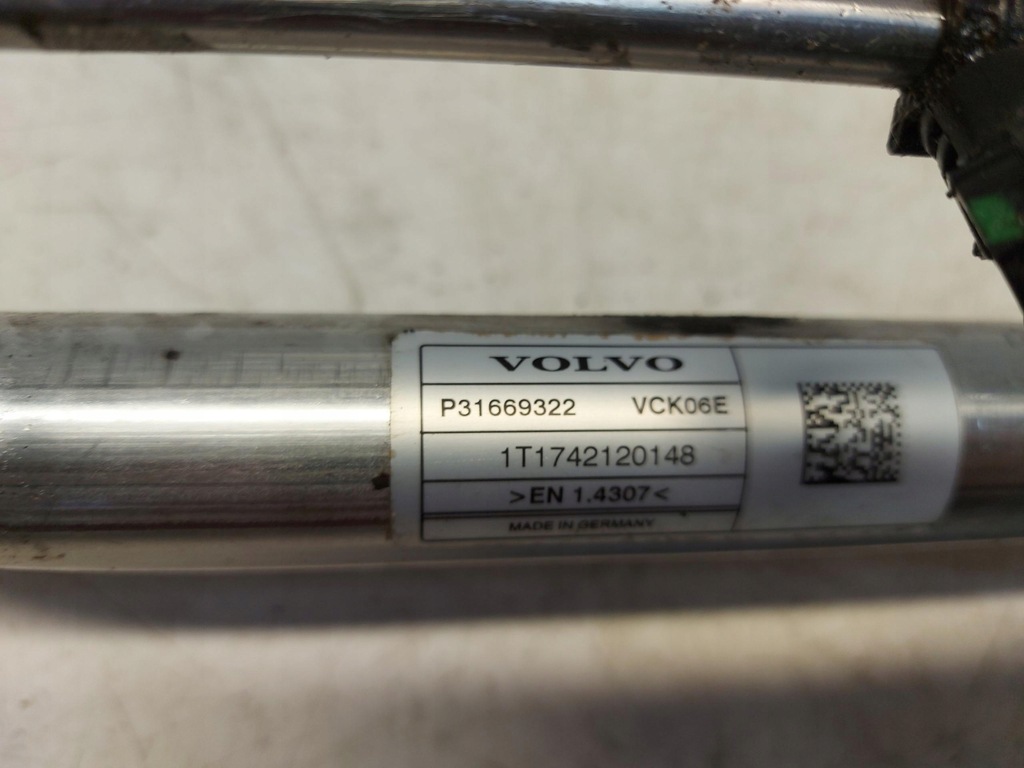 VOLVO
P31669322 VCK06E
1T1742120148
>EN 1.4307<
MADE IN GERMANY